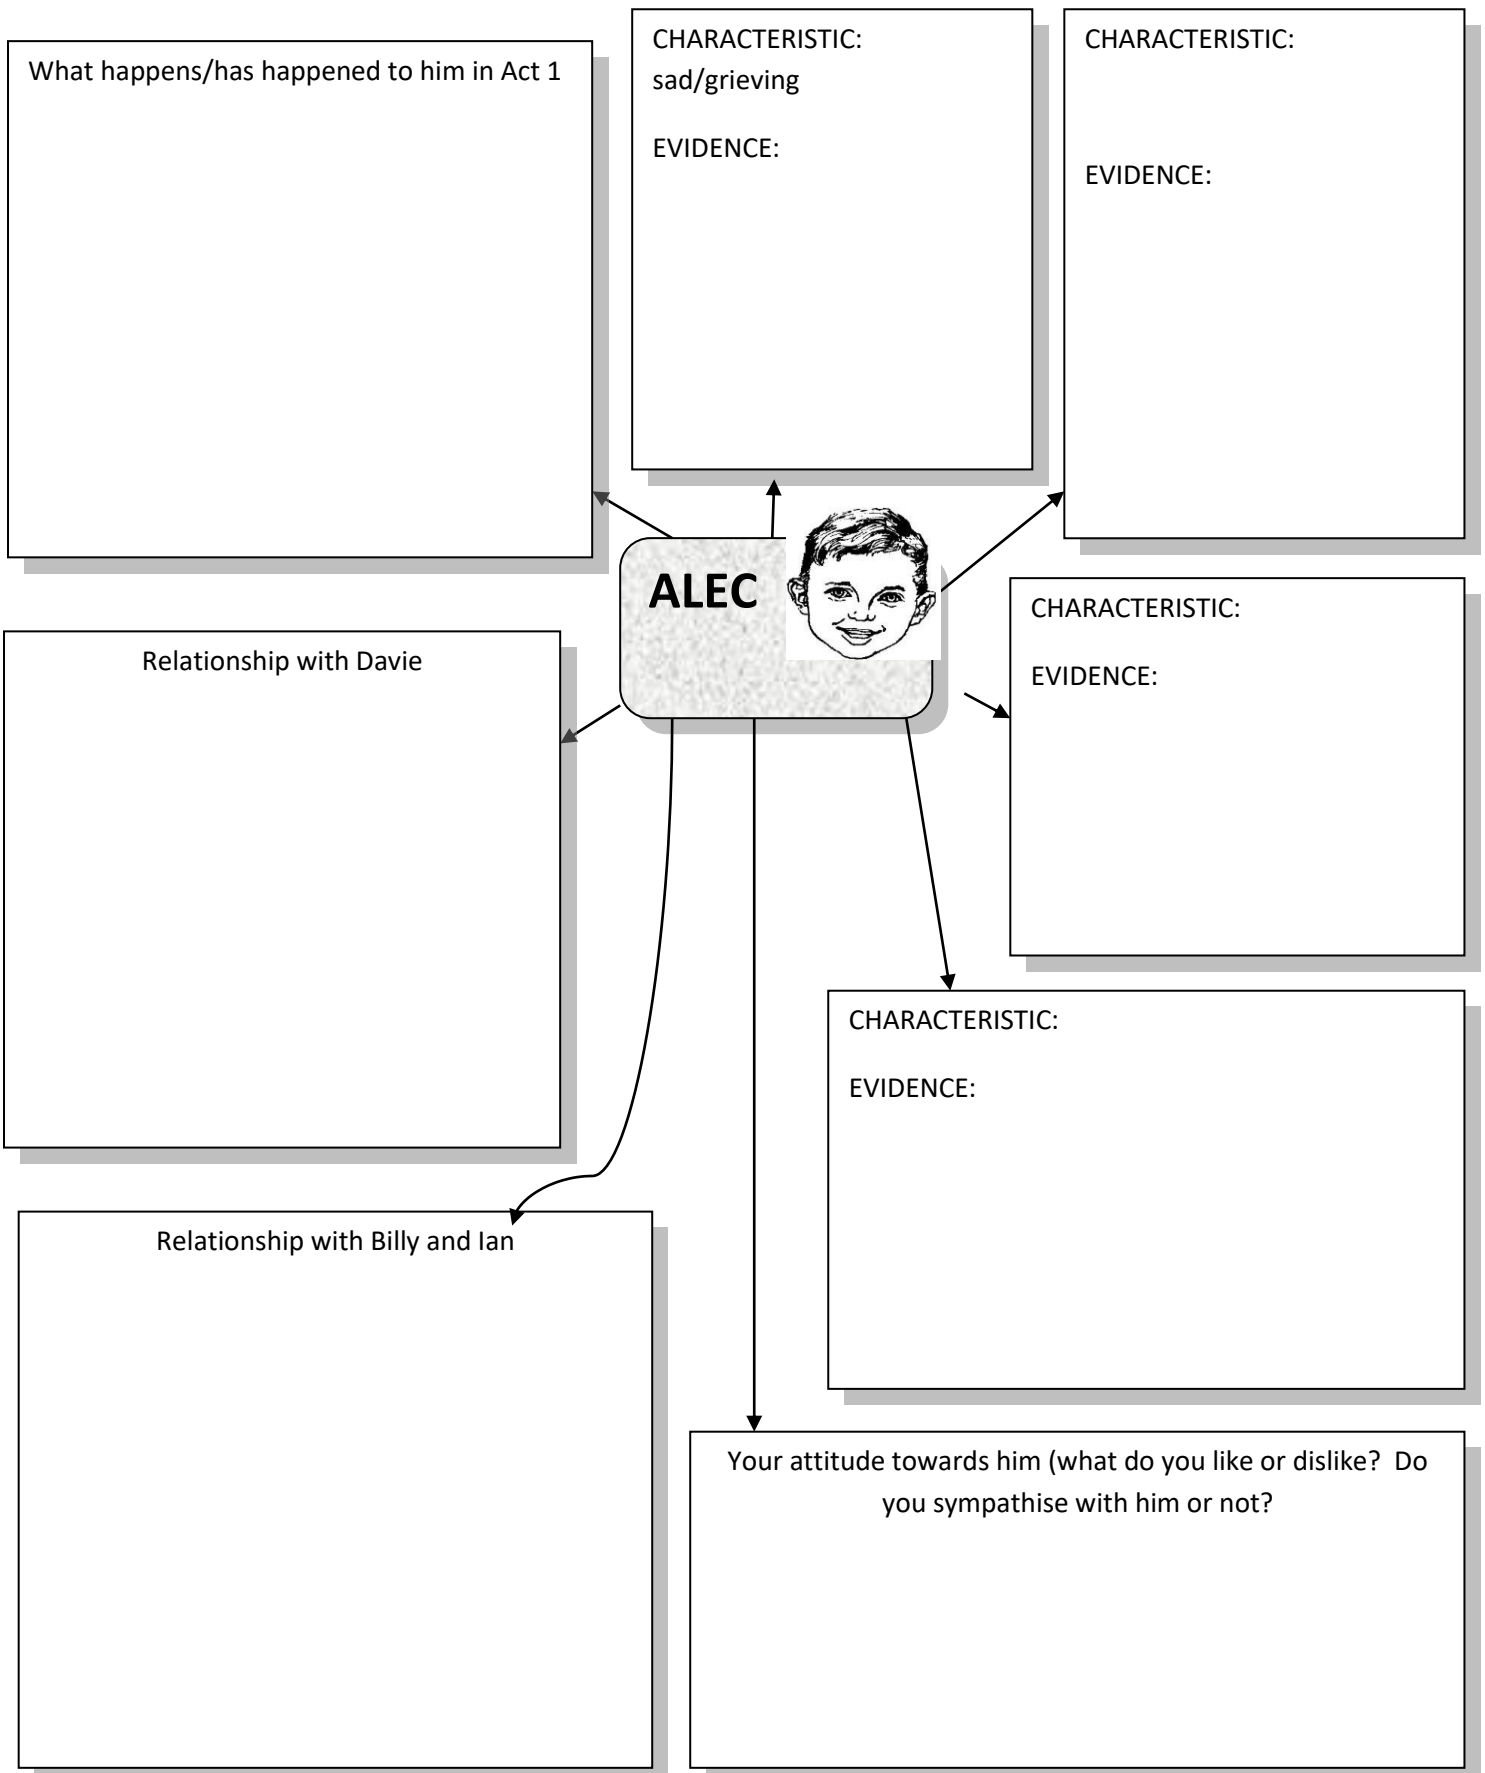 What happens/has happened to him in Act 1
CHARACTERISTIC:
sad/grieving
EVIDENCE:
CHARACTERISTIC:
EVIDENCE:
ALEC
CHARACTERISTIC:
EVIDENCE:
Relationship with Davie
CHARACTERISTIC:
EVIDENCE:
Relationship with Billy and Ian
Your attitude towards him (what do you like or dislike?  Do
you sympathise with him or not?